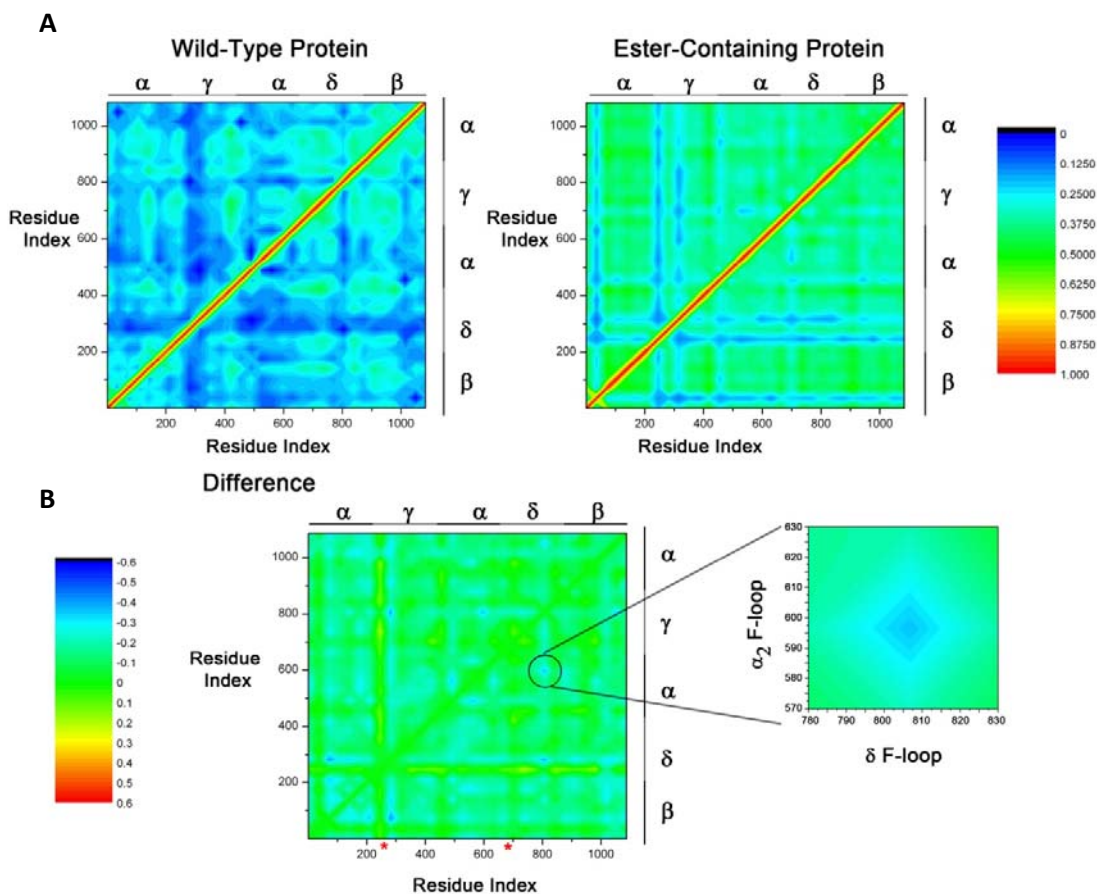 A
Wild-Type Protein
α γ α δ β
1000
800
600
400
200
Residue
Index
200 400 600 800 1000
Residue Index
α
γ
α
δ
β
Ester-Containing Protein
α γ α δ β
1000
800
600
400
200
Residue
Index
200 400 600 800 1000
Residue Index
α
γ
α
δ
β
0
0.1250
0.2500
0.3750
0.5000
0.6250
0.7500
0.8750
1.000
B
Difference
-0.6
-0.5
-0.4
-0.3
-0.2
-0.1
0
0.1
0.2
0.3
0.4
0.5
0.6
α γ α δ β
1000
800
600
400
200
Residue
Index
200 400 600 800 1000
* *
Residue Index
α
γ
α
δ
β
630
620
610
600
590
580
570
α2 F-loop
780 790 800 810 820 830
δ F-loop